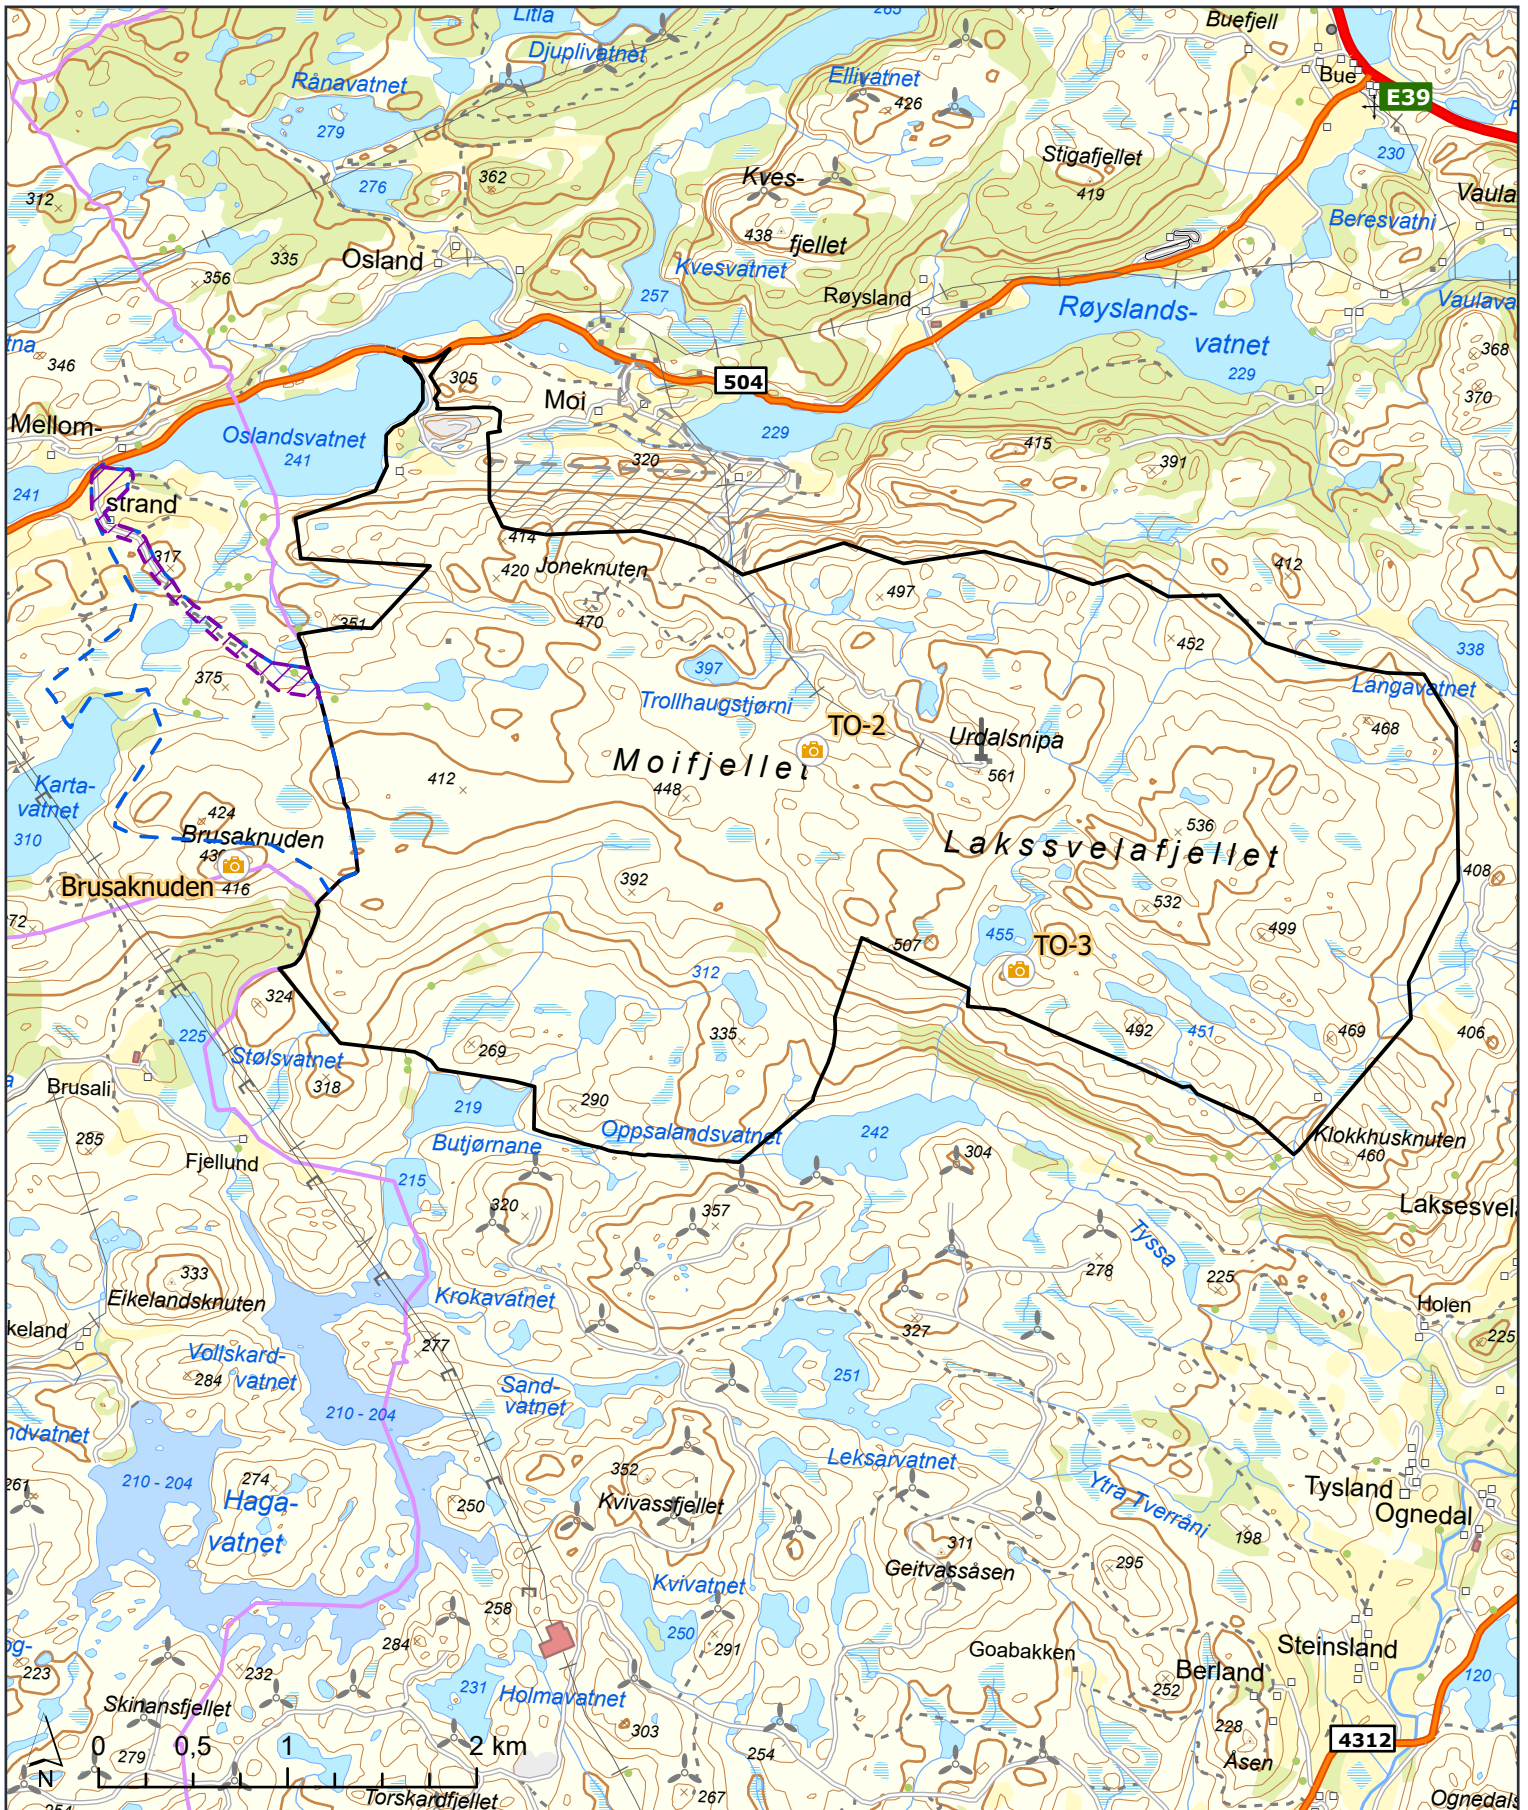 Litla
265
Buefjell
Djuplivatnet
Bue
E39
Rånavatnet
Ellivatnet
426
279
230
Stigafjellet
419
276
362
Kves-
312
Vaula
Beresvatni
438
fjellet
335
Osland
356
Kvesvatnet
257
Røysland
Vaulava
Røyslands-
tna
vatnet
346
368
229
305
504
370
Moi
Mellom-
Oslandsvatnet
241
229
415
320
391
241
strand
414
317
Joneknuten
420
412
497
351
470
452
338
397
375
Langavatnet
Trollhaugstjørni
TO-2
468
Urdalsnipa
Moifjellet
561
412
Karta-
vatnet
448
424
536
310
Brusaknuden
Lakssvelafjellet
430
408
Brusaknuden
416
392
532
72
499
455
TO-3
507
312
324
225
492
451
469
406
335
269
Stølsvatnet
318
Brusali
219
290
242
285
Oppsalandsvatnet
Klokkhusknuten
460
Butjørnane
Fjellund
304
215
320
357
Laksesvel
Tyssa
333
278
225
Eikelandsknuten
Krokavatnet
Holen
keland
327
225
277
Vollskard-
vatnet
284
251
Sand-
vatnet
210 - 204
ndvatnet
Leksarvatnet
352
210 - 204
274
261
Tysland
Ytra Tverråni
Haga-
vatnet
250
Kvivassfjellet
Ognedal
198
311
295
Geitvassåsen
Kvivatnet
258
284
250
291
Steinsland
og-
Goabakken
223
232
Berland
231
252
120
Holmavatnet
Skinansfjellet
303
228
0 0,5 1 2 km
254
4312
279
N
Åsen
267
Torskardfjellet
Ognedals
254